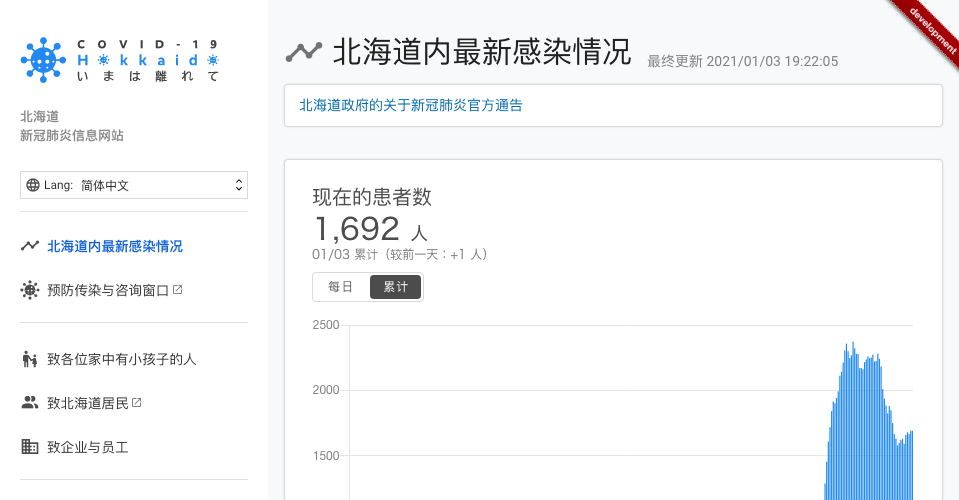 COVID-19
Hokkaido
いまは離れて
北海道
新冠肺炎信息网站
Lang: 简体中文
北海道内最新感染情况
预防传染与咨询窗口
致各位家中有小孩子的人
致北海道居民
致企业与员工
development
北海道内最新感染情况 最终更新 2021/01/03 19:22:05
北海道政府的关于新冠肺炎官方通告
现在的患者数
1,692 人
01/03 累计（较前一天：+1 人）
每日 累计
2500
2000
1500